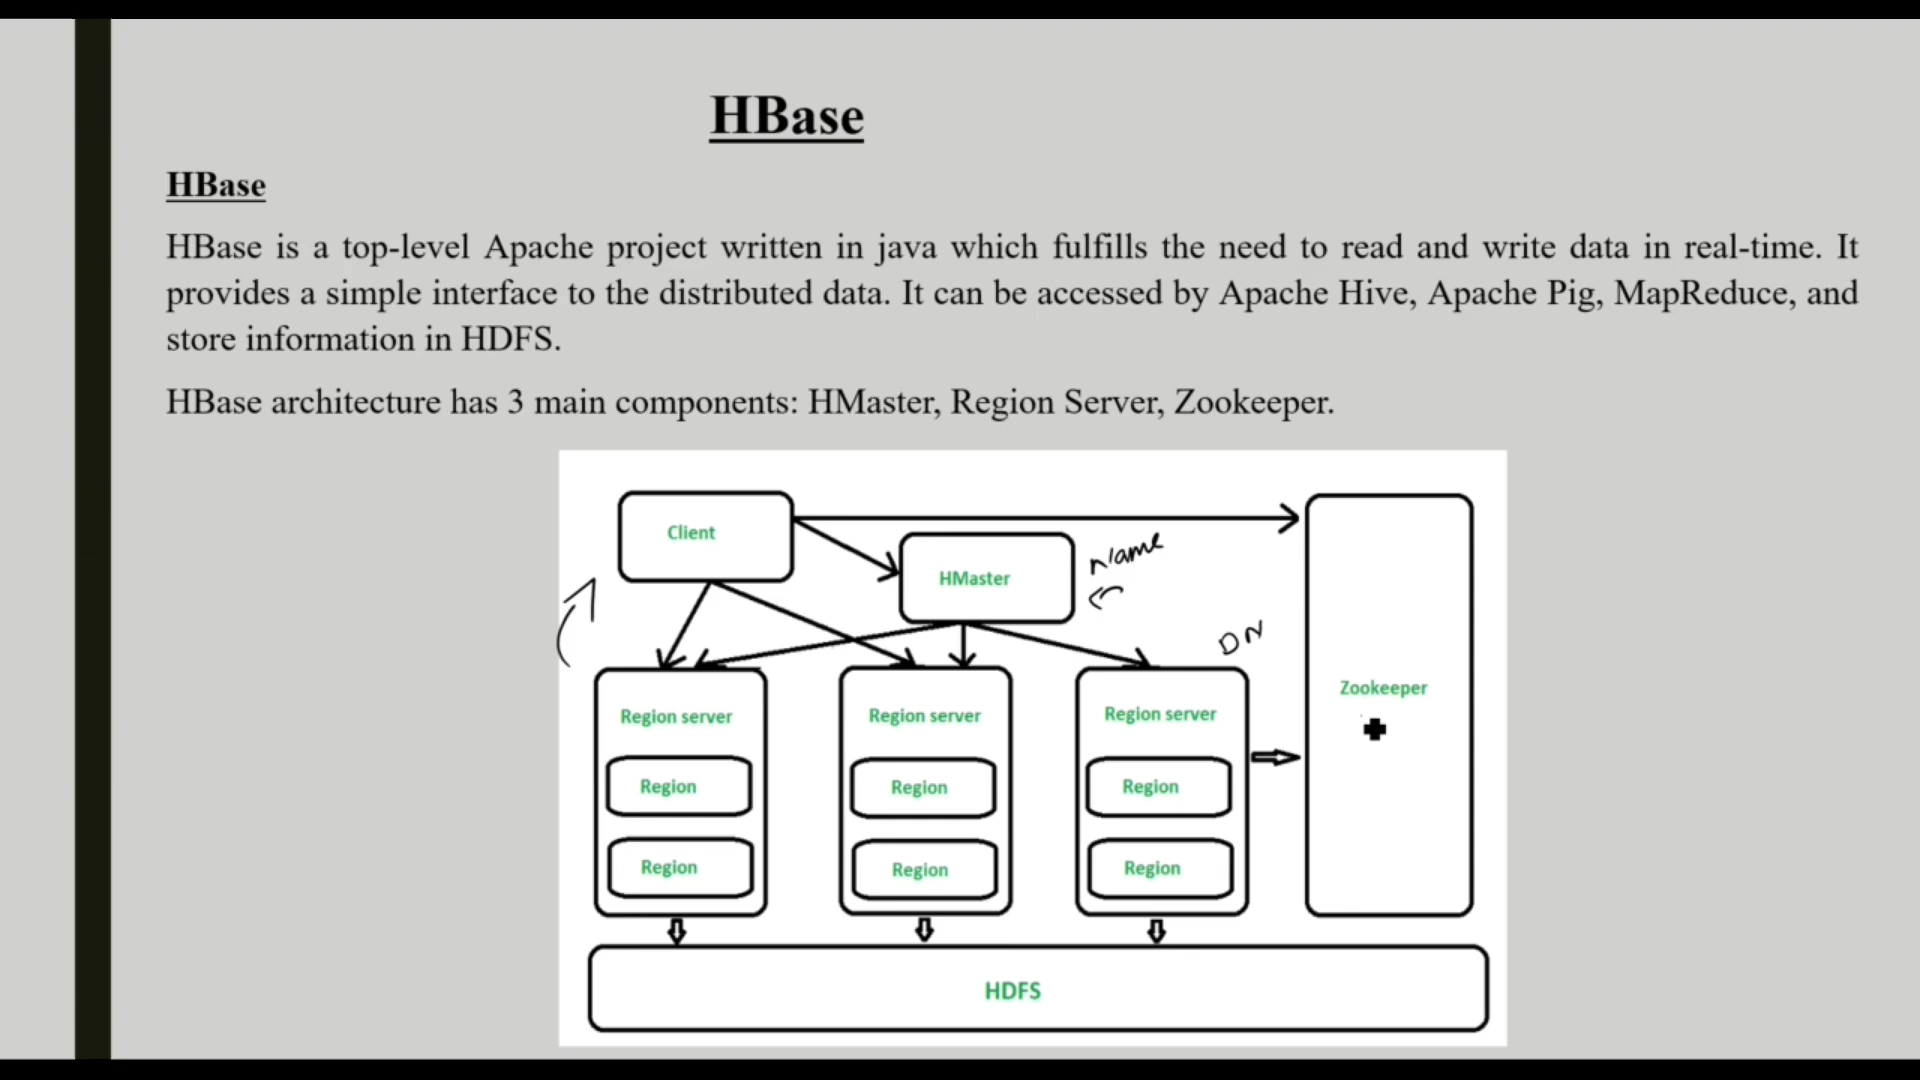 HBase
HBase
HBase is a top-level Apache project written in java which fulfills the need to read and write data in real-time. It
provides a simple interface to the distributed data. It can be accessed by Apache Hive, Apache Pig, MapReduce, and
store information in HDFS.
HBase architecture has 3 main components: HMaster, Region Server, Zookeeper.
Client
HMaster
Name
DN
Zookeeper
Region server
Region server
Region server
Region
Region
Region
Region
Region
Region
HDFS